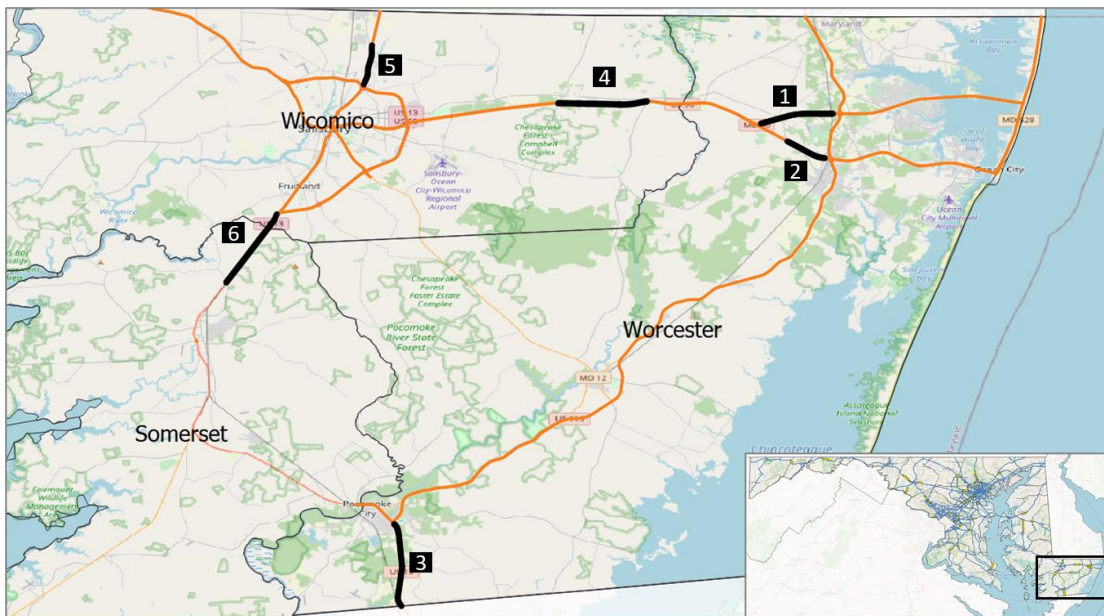 Maryland
Assawoman
Bay
5
4
1
US 13
US 50
MD 528
Wicomico
Salisbury
Chesapeake
Forest -
Campbell
Complex
2
Isle of
Wight
Bay
Ocean City
Salisbury-
Ocean
City-Wicomico
Regional
Airport
Fruitland
Wicomico
River
Ocean
City Municipal
Airport
6
Sinepuxent
Bay
Chesapeake
Forest -
Foster Estate
Complex
Pocomoke
River State
Forest
Worcester
MD 12
Assateague
Island National
Seashore
US 113
Somerset
Chincoteague
Fairmount
Wildlife
Management
Area
Pocomoke
City
3